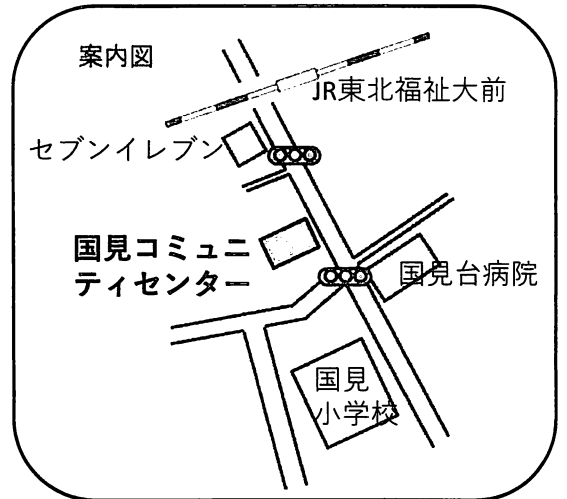 案内図
JR東北福祉大前
セブンイレブン
国見コミュニ
ティセンター
国見台病院
国見
小学校